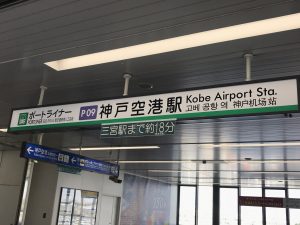 ポートライナー
P 09
神戸空港駅
Kobe Airport Sta.
고베 공항 역 神户机场站
三宮駅まで約18分